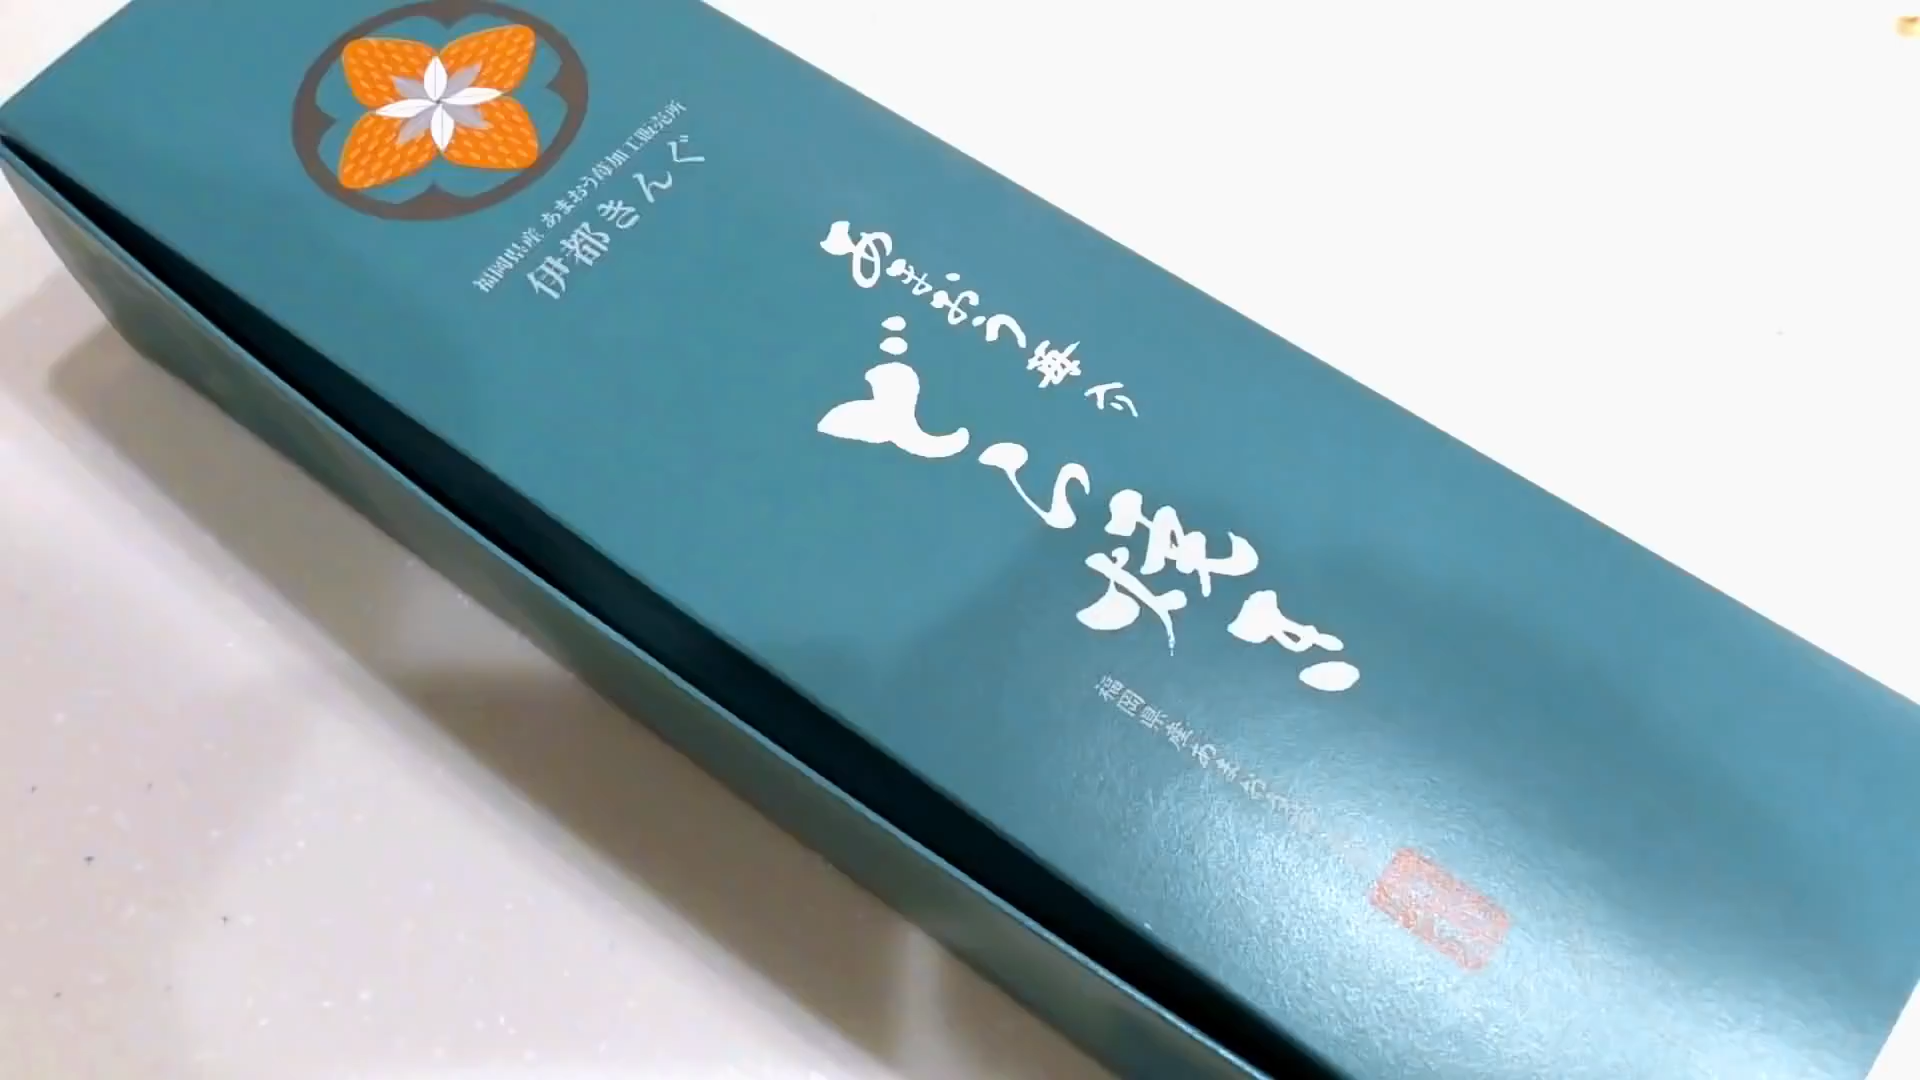 福岡県産 あまおう苺加工販売所
伊都きんぐ
あまおう苺入り
どら焼き
福岡県産あまおう